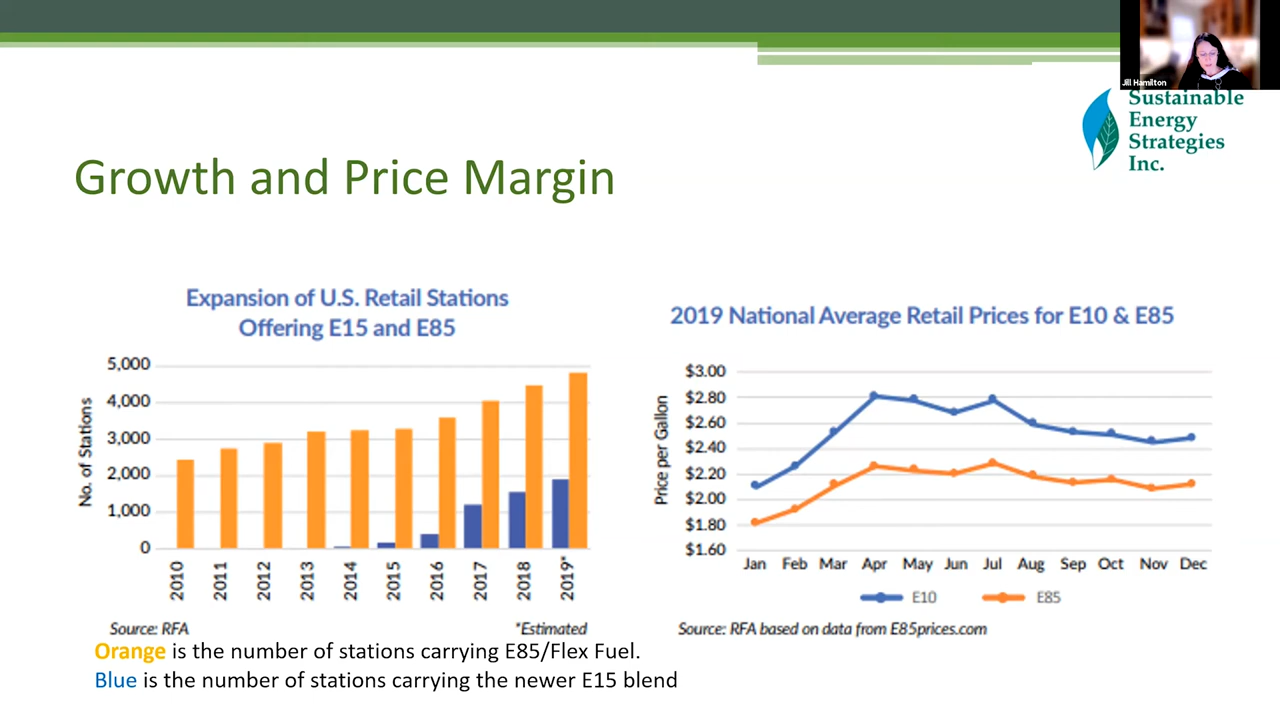 Jill Hamilton
Sustainable
Energy
Strategies
Inc.
Growth and Price Margin
Expansion of U.S. Retail Stations
Offering E15 and E85
No. of Stations
5,000
4,000
3,000
2,000
1,000
0
2010
2011
2012
2013
2014
2015
2016
2017
2018
2019*
Source: RFA
*Estimated
2019 National Average Retail Prices for E10 & E85
Price per Gallon
$3.00
$2.80
$2.60
$2.40
$2.20
$2.00
$1.80
$1.60
Jan Feb Mar Apr May Jun Jul Aug Sep Oct Nov Dec
E10 E85
Source: RFA based on data from E85prices.com
Orange is the number of stations carrying E85/Flex Fuel.
Blue is the number of stations carrying the newer E15 blend